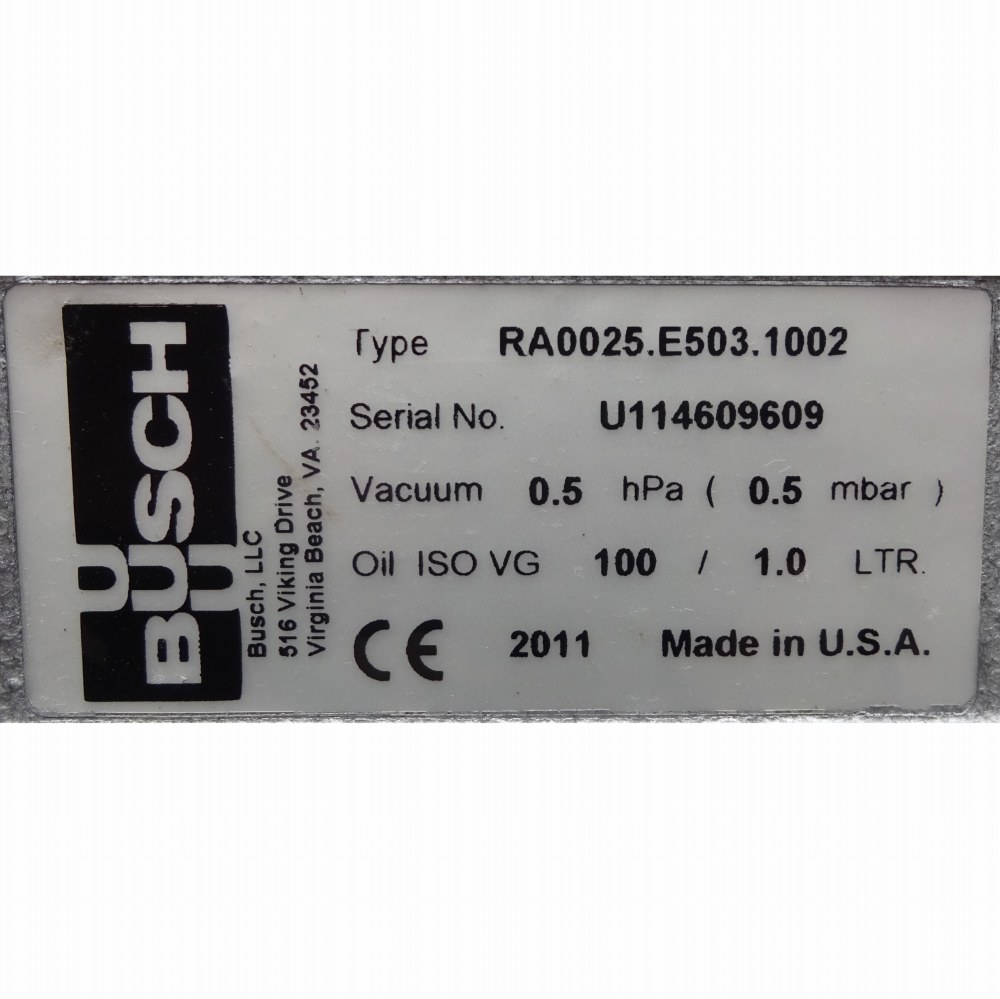 BUSCH
Busch, LLC
516 Viking Drive
Virginia Beach, VA. 23452
Type RA0025.E503.1002
Serial No. U114609609
Vacuum 0.5 hPa ( 0.5 mbar )
Oil ISO VG 100 / 1.0 LTR.
CE 2011 Made in U.S.A.